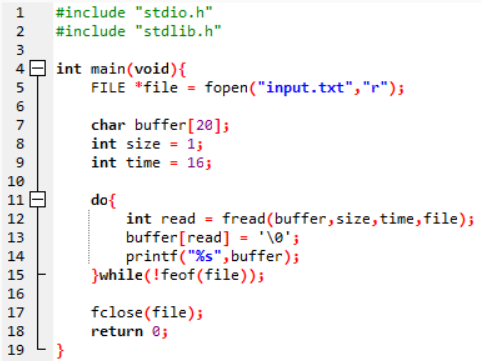 1 #include "stdio.h"
2 #include "stdlib.h"
3
4 int main(void){
5 FILE *file = fopen("input.txt","r");
6
7 char buffer[20];
8 int size = 1;
9 int time = 16;
10
11 do{
12 int read = fread(buffer,size,time,file);
13 buffer[read] = '\0';
14 printf("%s",buffer);
15 }while(!feof(file));
16
17 fclose(file);
18 return 0;
19 }